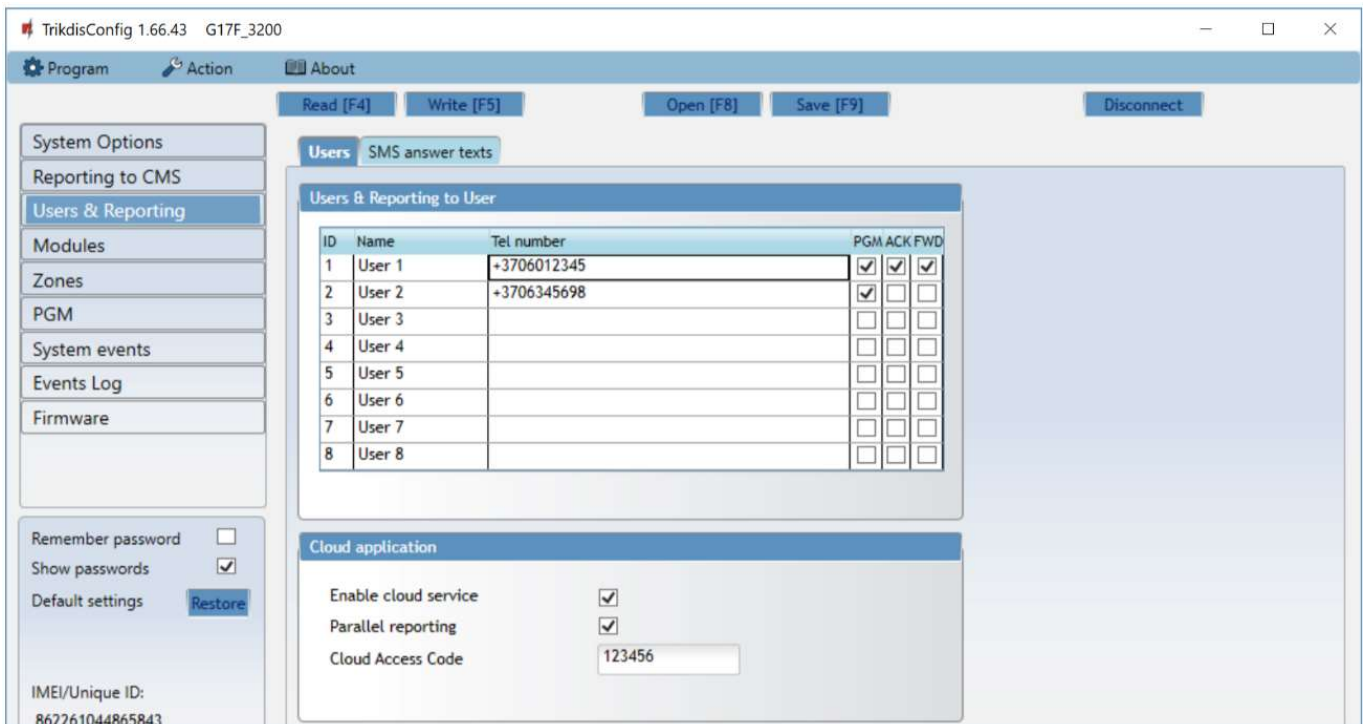 TrikdisConfig 1.66.43 G17F_3200
Program Action About
Read [F4] Write [F5] Open [F8] Save [F9] Disconnect
System Options
Reporting to CMS
Users & Reporting
Modules
Zones
PGM
System events
Events Log
Firmware
Remember password
Show passwords
Default settings Restore
IMEI/Unique ID:
862261044865843
Users SMS answer texts
Users & Reporting to User
ID Name Tel number PGM ACK FWD
1 User 1 +3706012345
2 User 2 +3706345698
3 User 3
4 User 4
5 User 5
6 User 6
7 User 7
8 User 8
Cloud application
Enable cloud service
Parallel reporting
Cloud Access Code 123456